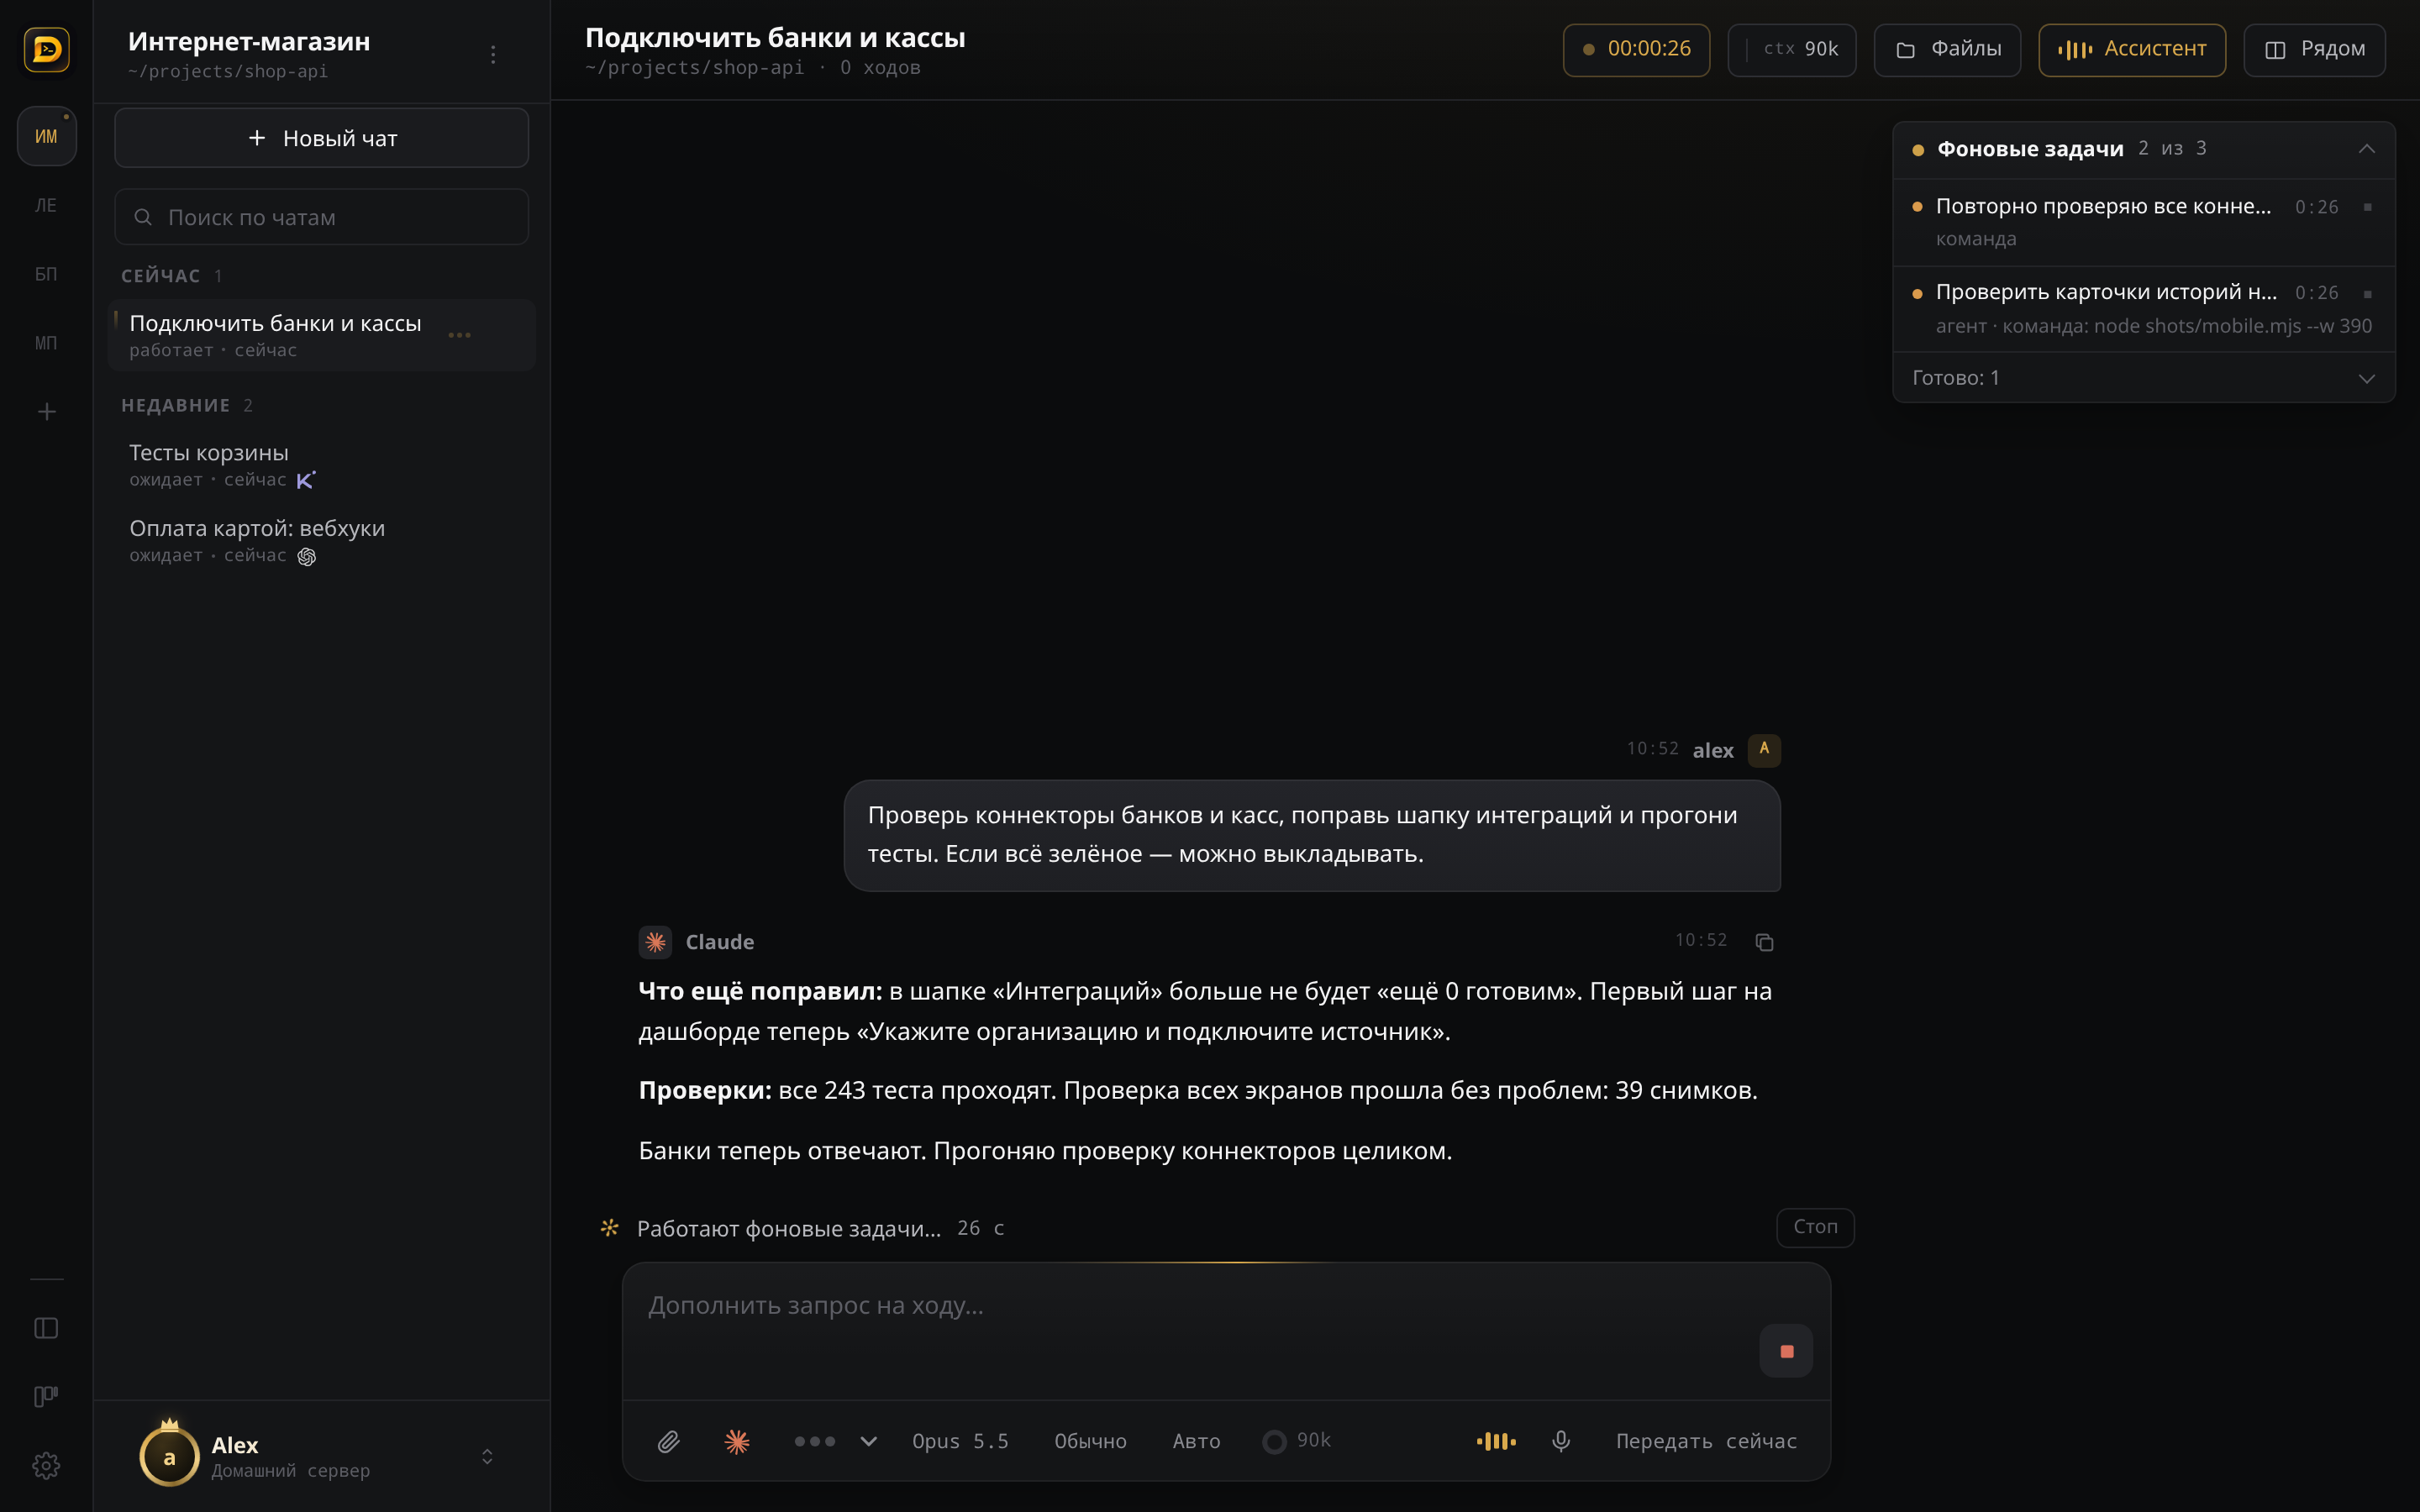 Интернет-магазин
~/projects/shop-api
ИМ
ЛЕ
БП
МП
Новый чат
Поиск по чатам
СЕЙЧАС 1
Подключить банки и кассы
работает · сейчас
НЕДАВНИЕ 2
Тесты корзины
ожидает · сейчас
Оплата картой: вебхуки
ожидает · сейчас
a
Alex
Домашний сервер
Подключить банки и кассы
~/projects/shop-api · 0 ходов
00:00:26
ctx 90k
Файлы
Ассистент
Рядом
Фоновые задачи 2 из 3
Повторно проверяю все конне... 0:26
команда
Проверить карточки историй н... 0:26
агент · команда: node shots/mobile.mjs --w 390
Готово: 1
10:52 alex A
Проверь коннекторы банков и касс, поправь шапку интеграций и прогони
тесты. Если всё зелёное — можно выкладывать.
Claude 10:52
Что ещё поправил: в шапке «Интеграций» больше не будет «ещё 0 готовим». Первый шаг на
дашборде теперь «Укажите организацию и подключите источник».
Проверки: все 243 теста проходят. Проверка всех экранов прошла без проблем: 39 снимков.
Банки теперь отвечают. Прогоняю проверку коннекторов целиком.
Работают фоновые задачи... 26 с
Стоп
Дополнить запрос на ходу...
Opus 5.5 Обычно Авто 90k Передать сейчас